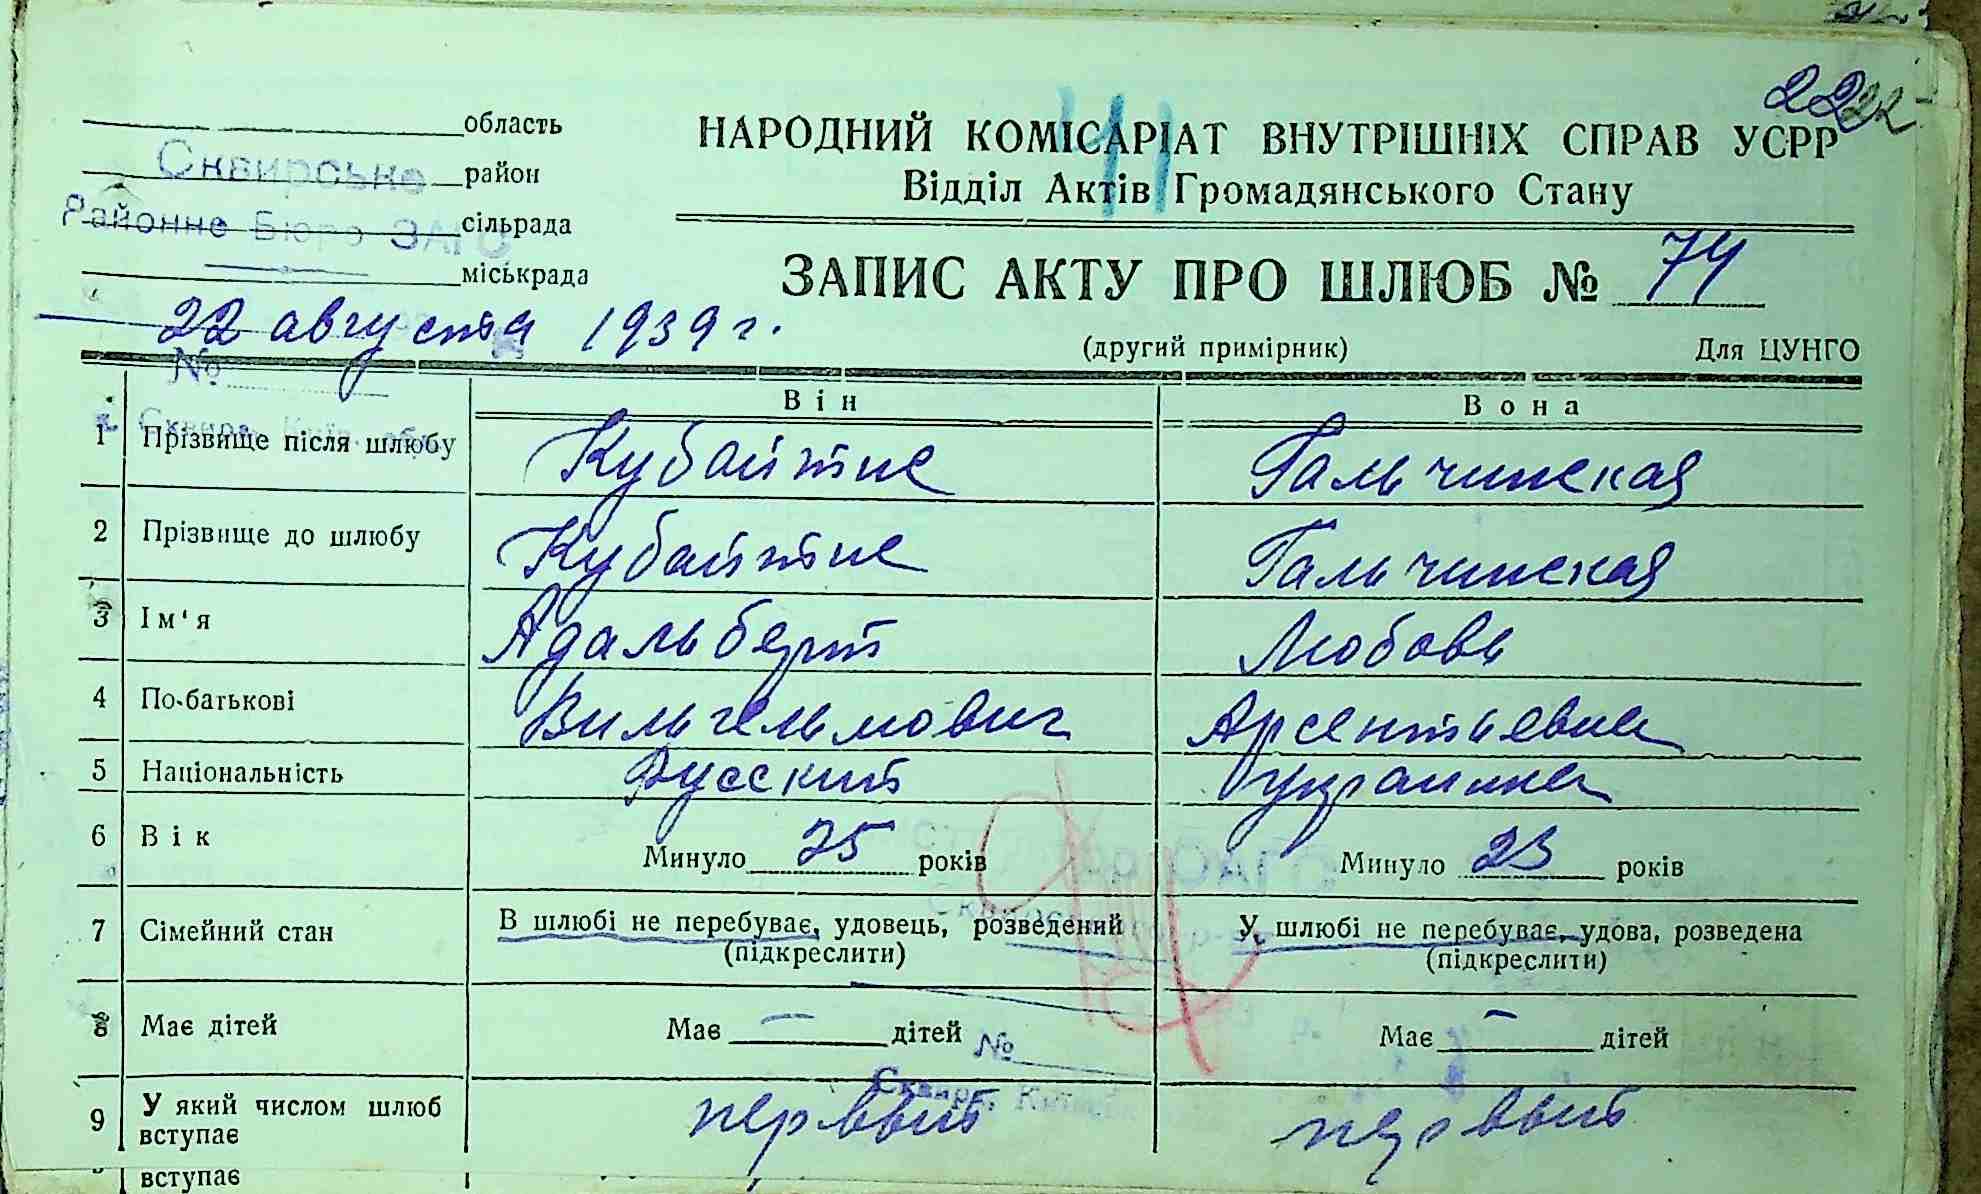 22 22
область
Сквирське район
Районне Бюро ЗАГС сільрада
міськрада
НАРОДНИЙ КОМІСАРІАТ ВНУТРІШНІХ СПРАВ УСРР
Відділ Актів Громадянського Стану
ЗАПИС АКТУ ПРО ШЛЮБ № 74
22 августа 1939 г.
(другий примірник) Для ЦУНГО
№
Він Вона
1 Прізвище після шлюбу Кубайтис Гальчинская
2 Прізвище до шлюбу Кубайтис Гальчинская
3 Ім'я Адальберт Любовь
4 По-батькові Вильгельмович Арсентьевна
5 Національність Русский украинка
6 Вік Минуло 25 років Минуло 23 років
7 Сімейний стан В шлюбі не перебуває, удовець, розведений У шлюбі не перебуває, удова, розведена
(підкреслити) (підкреслити)
8 Має дітей Має — дітей Має — дітей
№
Сквира,
9 У який числом шлюб вступає первый первый
вступає